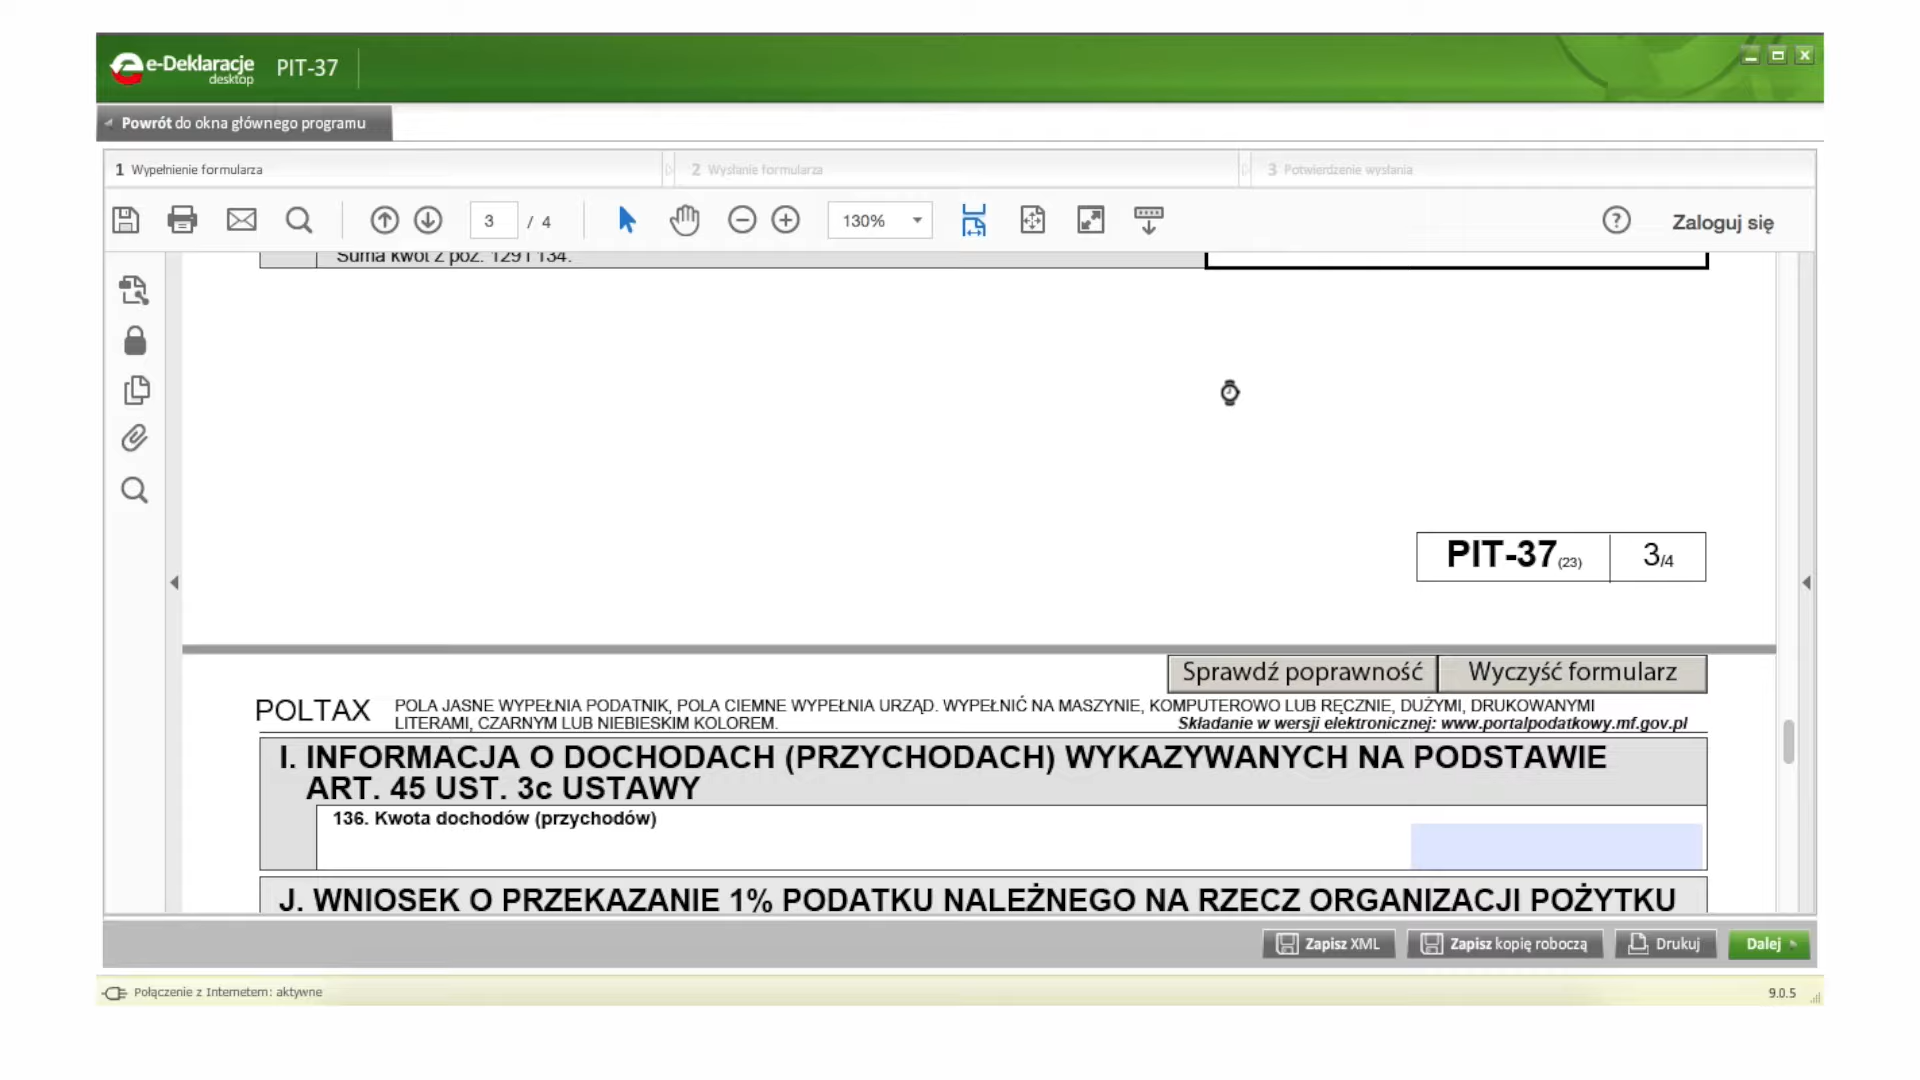 e-Deklaracje
desktop
PIT-37
Powrót do okna głównego programu
1 Wypełnienie formularza
2 Wysłanie formularza
3 Potwierdzenie wysłania
3 / 4
130%
Zaloguj się
Suma kwot z poz. 129 i 134.
PIT-37(23) 3/4
Sprawdź poprawność
Wyczyść formularz
POLTAX
POLA JASNE WYPEŁNIA PODATNIK, POLA CIEMNE WYPEŁNIA URZĄD. WYPEŁNIĆ NA MASZYNIE, KOMPUTEROWO LUB RĘCZNIE, DUŻYMI, DRUKOWANYMI
LITERAMI, CZARNYM LUB NIEBIESKIM KOLOREM.
Składanie w wersji elektronicznej: www.portalpodatkowy.mf.gov.pl
I. INFORMACJA O DOCHODACH (PRZYCHODACH) WYKAZYWANYCH NA PODSTAWIE
ART. 45 UST. 3c USTAWY
136. Kwota dochodów (przychodów)
J. WNIOSEK O PRZEKAZANIE 1% PODATKU NALEŻNEGO NA RZECZ ORGANIZACJI POŻYTKU
Zapisz XML
Zapisz kopię roboczą
Drukuj
Dalej
Połączenie z Internetem: aktywne
9.0.5